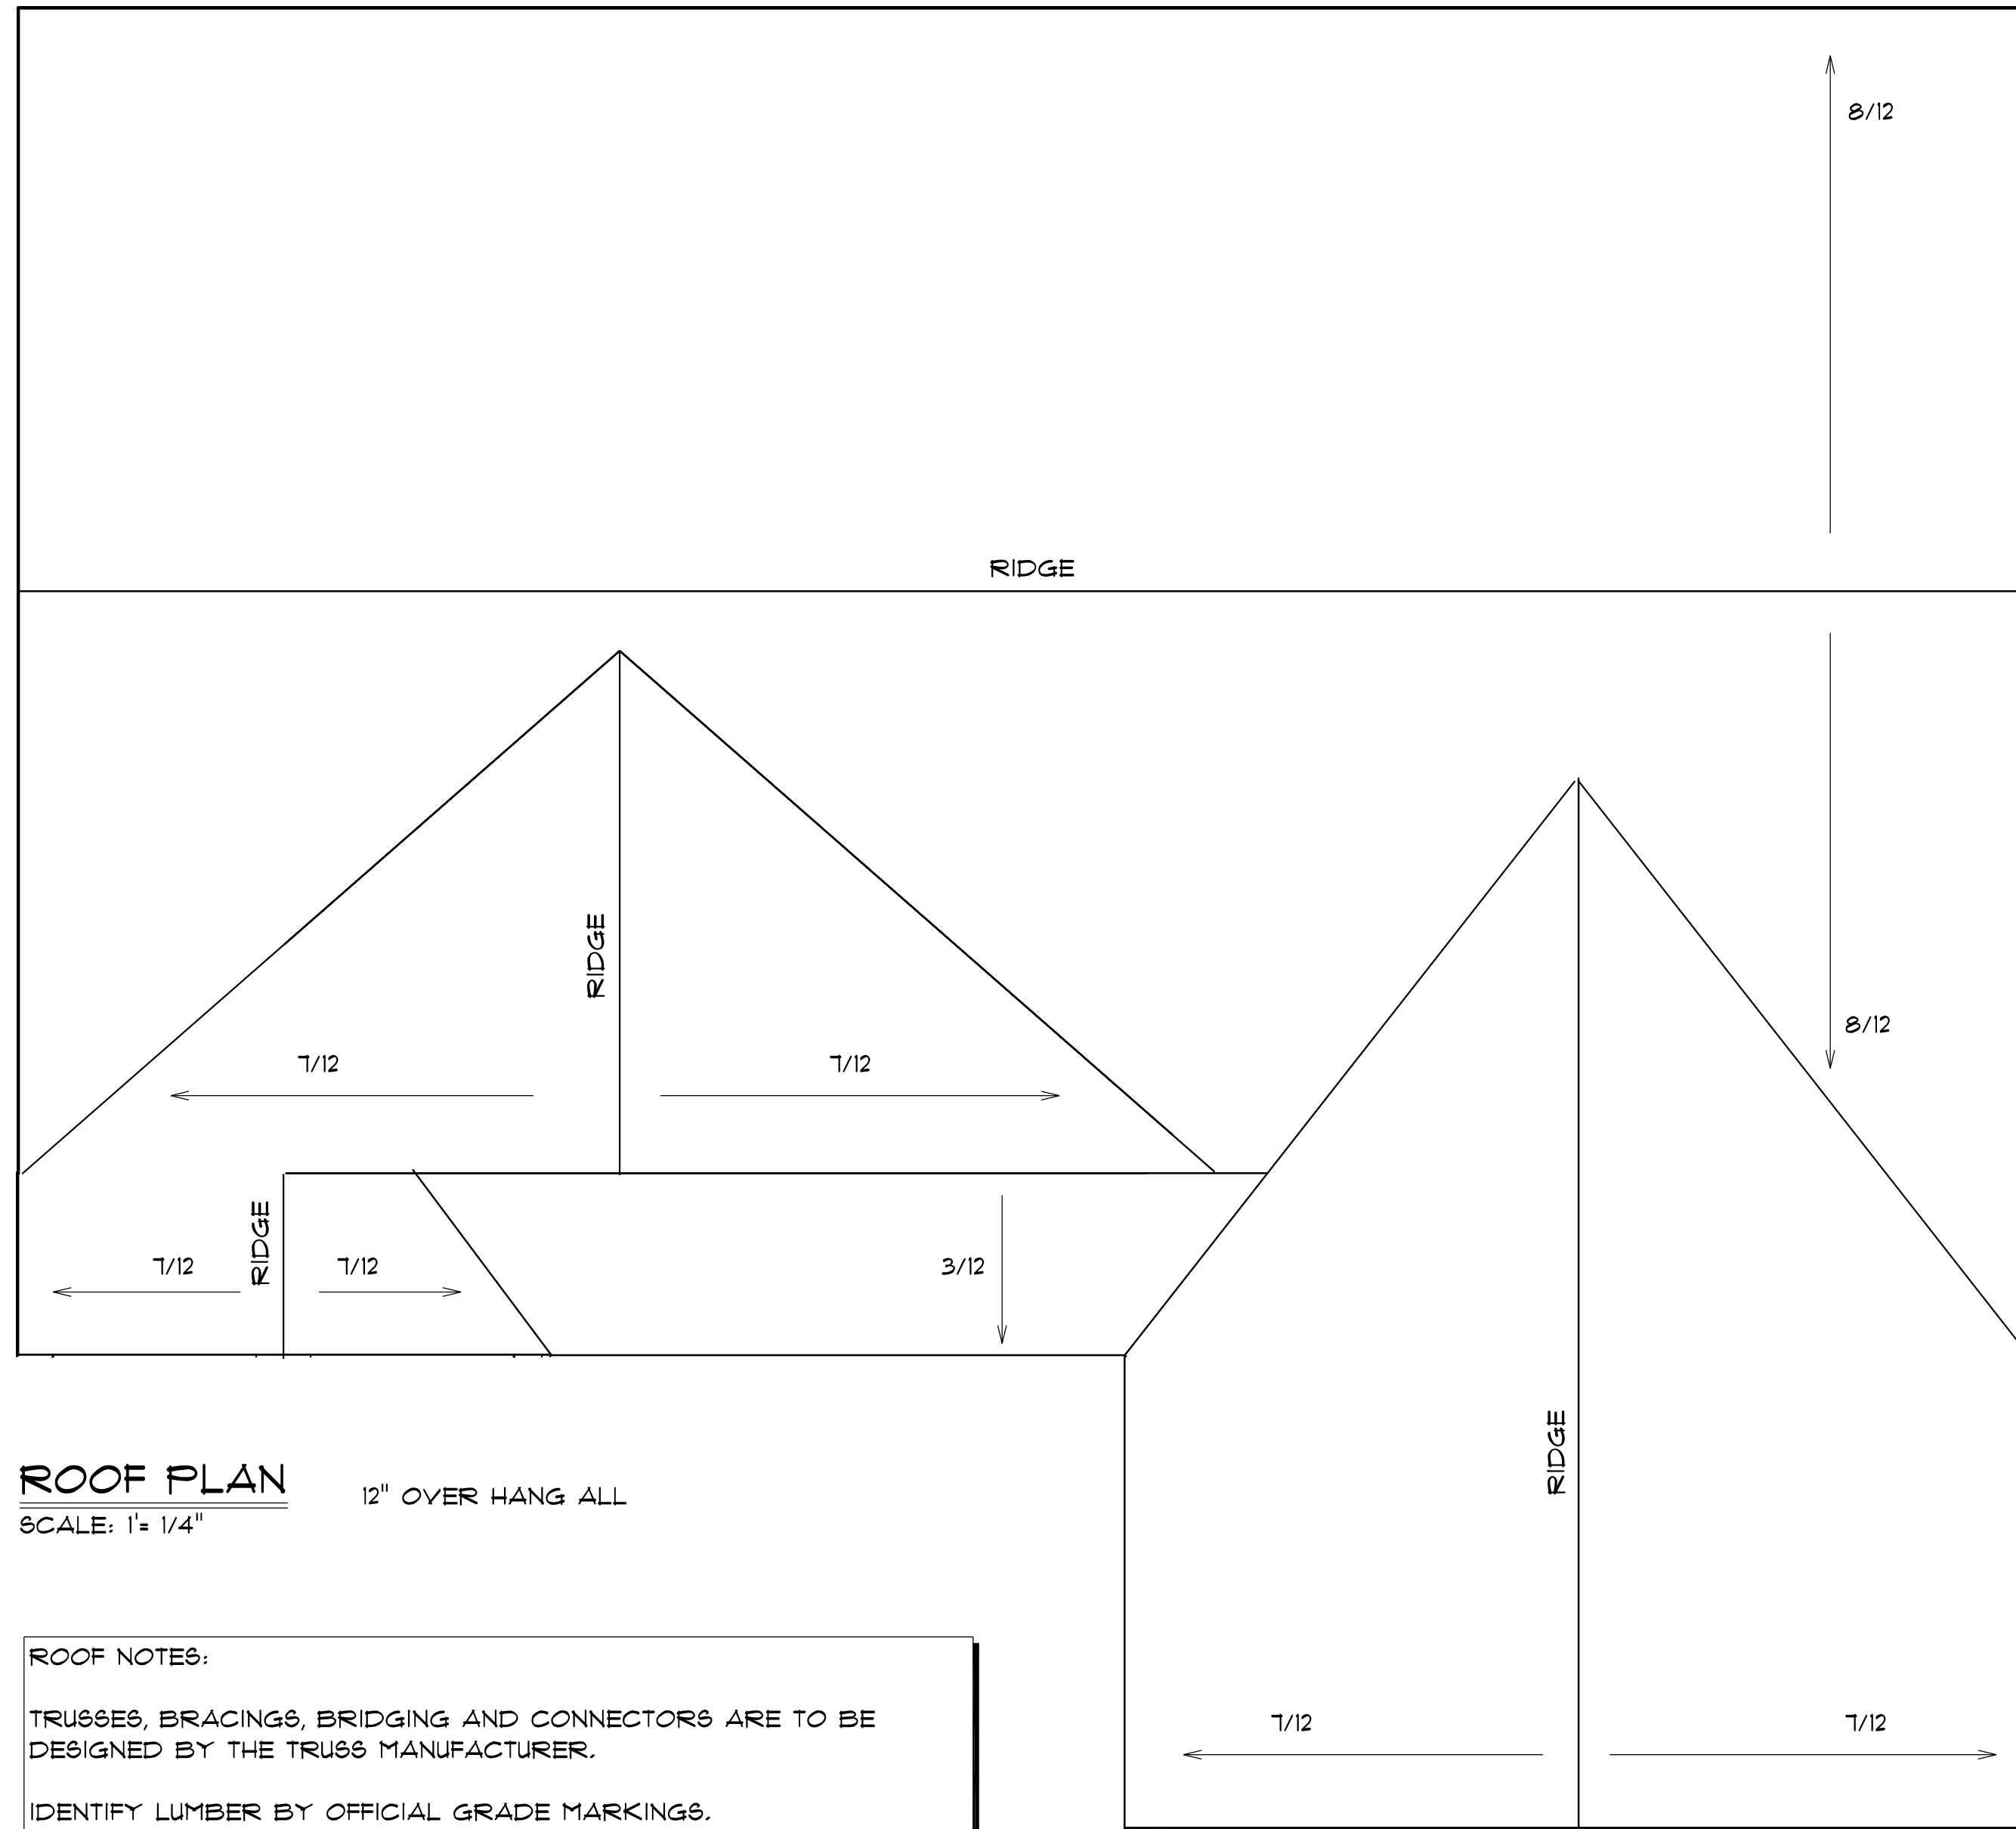 8/12
RIDGE
8/12
RIDGE
7/12
7/12
RIDGE
7/12
7/12
3/12
RIDGE
ROOF PLAN
12" OVER HANG ALL
SCALE: 1'= 1/4"
ROOF NOTES:
TRUSSES, BRACINGS, BRIDGING AND CONNECTORS ARE TO BE
DESIGNED BY THE TRUSS MANUFACTURER.
IDENTIFY LUMBER BY OFFICIAL GRADE MARKINGS.
7/12
7/12